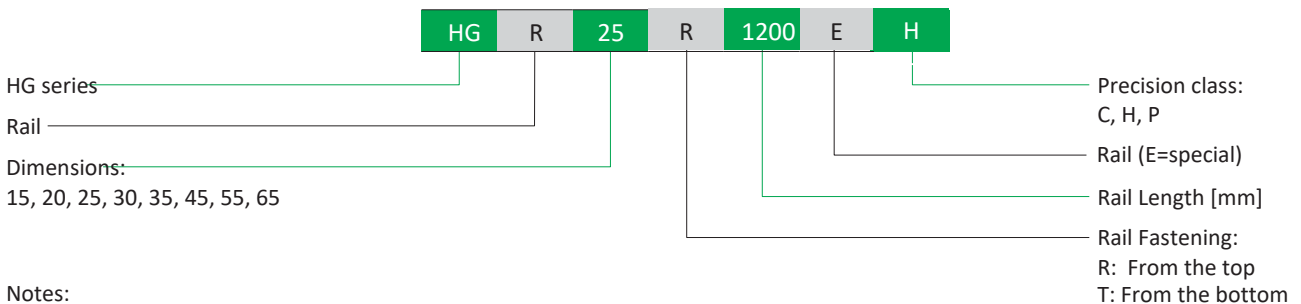 HG R 25 R 1200 E H
HG series
Rail
Dimensions:
15, 20, 25, 30, 35, 45, 55, 65
Notes:
Precision class:
C, H, P
Rail (E=special)
Rail Length [mm]
Rail Fastening:
R: From the top
T: From the bottom